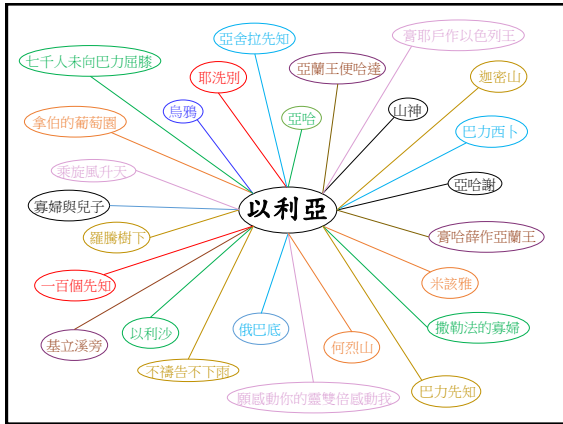 亞舍拉先知
膏耶戶作以色列王
七千人未向巴力屈膝
耶洗別
亞蘭王便哈達
迦密山
烏鴉
亞哈
山神
拿伯的葡萄園
巴力西卜
乘旋風升天
亞哈謝
寡婦與兒子
以利亞
羅騰樹下
膏哈薛作亞蘭王
一百個先知
米該雅
基立溪旁
以利沙
俄巴底
何烈山
撒勒法的寡婦
不禱告不下雨
願感動你的靈雙倍感動我
巴力先知